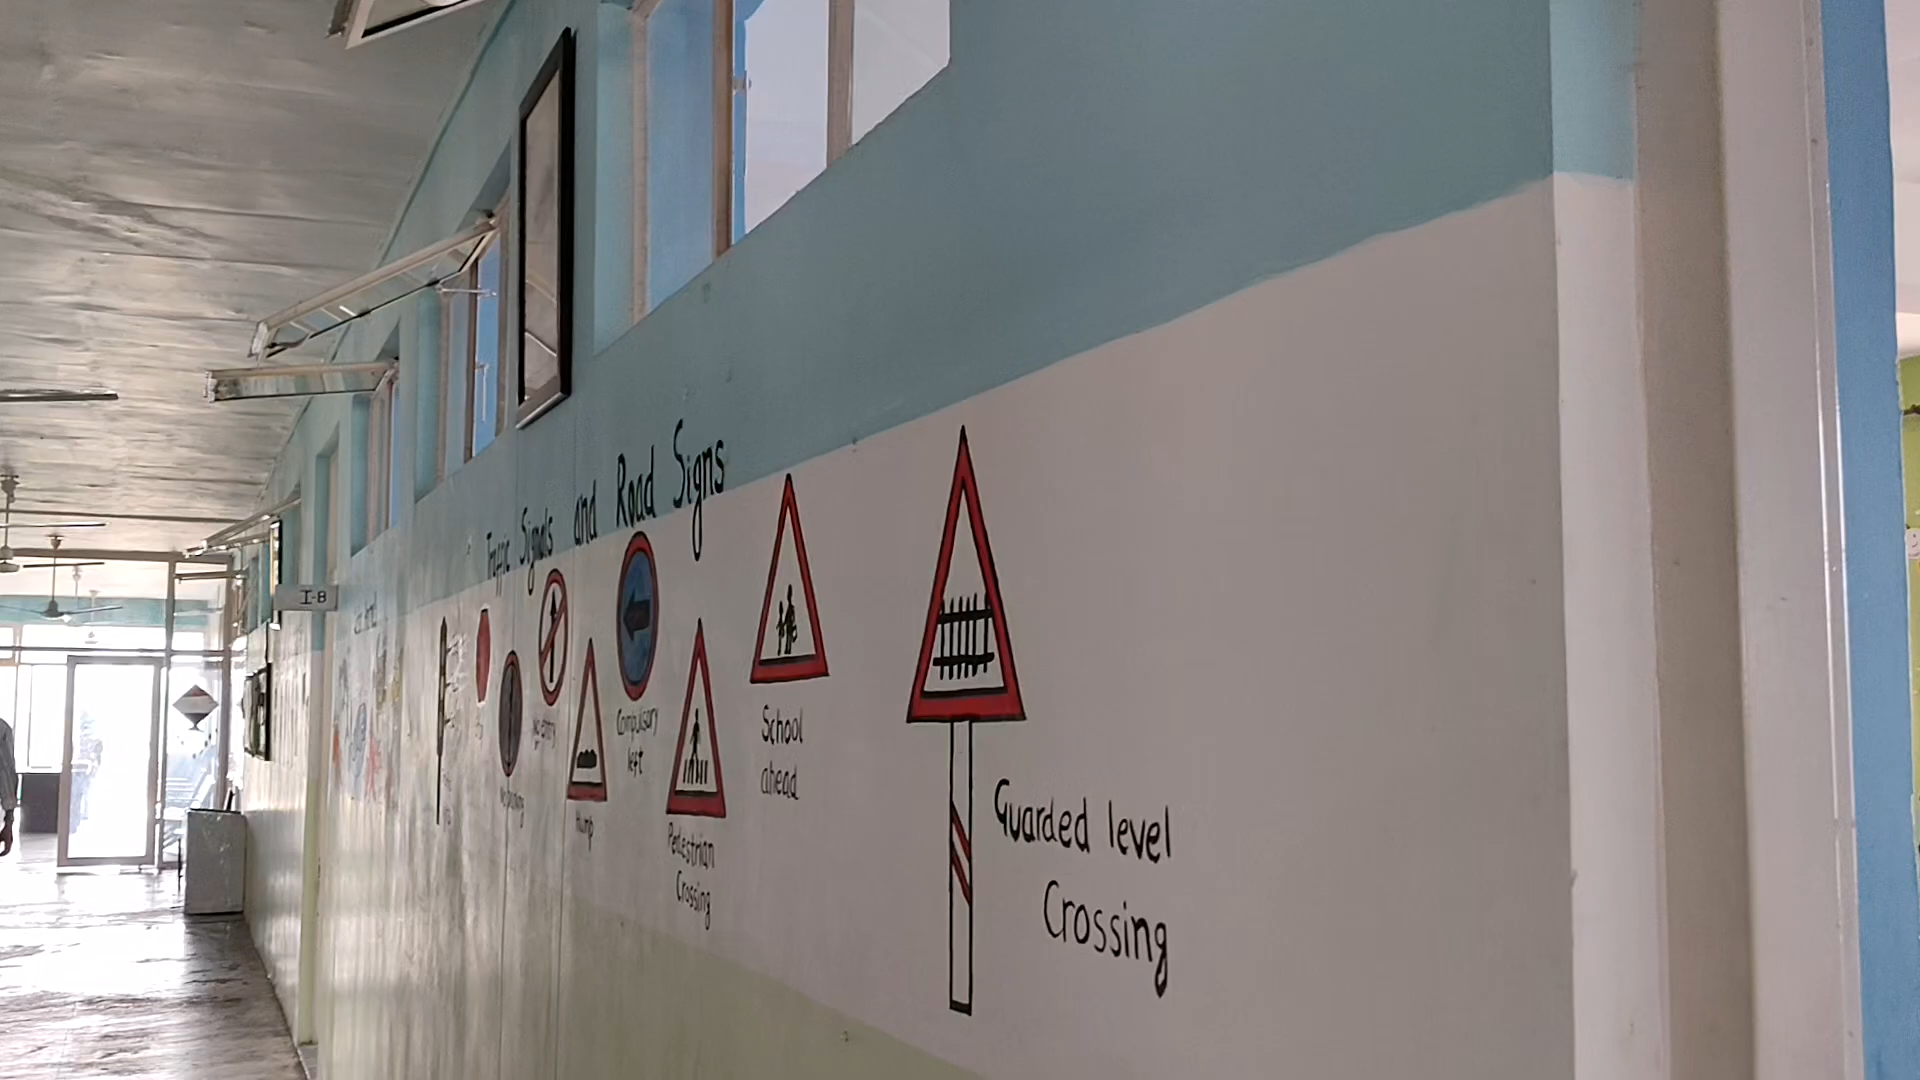 Traffic Signals and Road Signs
I-B
No entry
Hump
Compulsory
left
Pedestrian
Crossing
School
ahead
Guarded level
Crossing